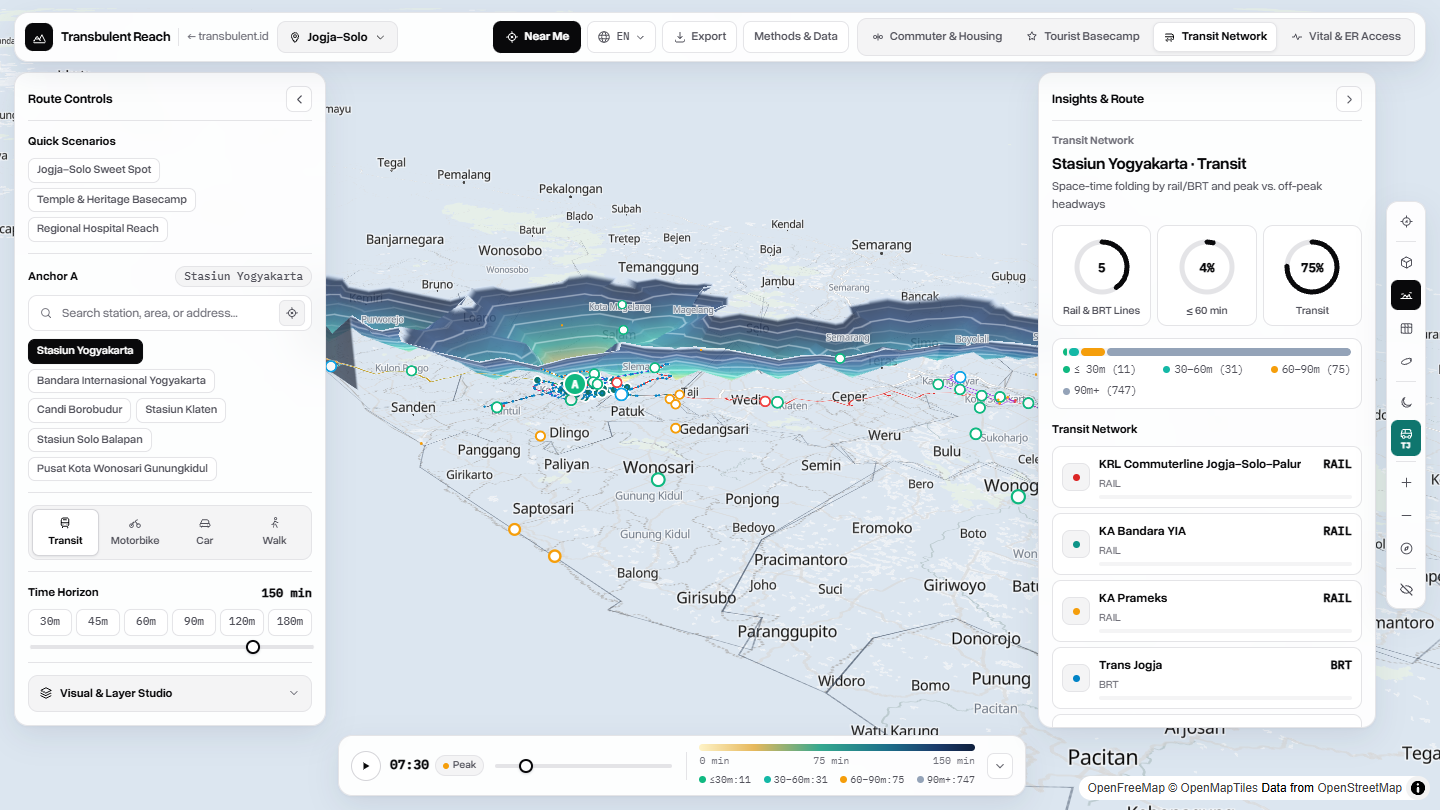 Transbulent Reach
← transbulent.id
Jogja–Solo
Near Me
EN
Export
Methods & Data
Commuter & Housing
Tourist Basecamp
Transit Network
Vital & ER Access
Route Controls
Quick Scenarios
Jogja–Solo Sweet Spot
Temple & Heritage Basecamp
Regional Hospital Reach
Anchor A
Stasiun Yogyakarta
Search station, area, or address...
Stasiun Yogyakarta
Bandara Internasional Yogyakarta
Candi Borobudur
Stasiun Klaten
Stasiun Solo Balapan
Pusat Kota Wonosari Gunungkidul
Transit
Motorbike
Car
Walk
Time Horizon
150 min
30m
45m
60m
90m
120m
180m
Visual & Layer Studio
Tegal
Pemalang
Pekalongan
Blado
Subah
Batur
Tretep
Bejen
Kendal
Boja
Semarang
Banjarnegara
Wonosobo
Wonosobo
Temanggung
Jambu
Semarang
Gubug
Bruno
Bancak
Kota Magelang
Magelang
Purworejo
Salam
Solo
Semarang
Boyolali
Kulon Progo
Sanden
Bantul
Patuk
Taji
Wedi
Klaten
Ceper
Dlingo
Gedangsari
Weru
Sukoharjo
Panggang
Paliyan
Girikarto
Wonosari
Gunung Kidul
Semin
Bulu
Bero
Saptosari
Ponjong
Bedoyo
Gunung Kidul
Eromoko
Boto
Pracimantoro
Balong
Joho
Suci
Giriwoyo
Girisubo
Paranggupito
Donorojo
Widoro
Bomo
Punung
Pacitan
Watu Karung
Arjosari
Pacitan
A
07:30
Peak
0 min
75 min
150 min
≤30m:11
30–60m:31
60–90m:75
90m+:747
Insights & Route
Transit Network
Stasiun Yogyakarta · Transit
Space-time folding by rail/BRT and peak vs. off-peak
headways
5
Rail & BRT Lines
4%
≤ 60 min
75%
Transit
≤ 30m (11)
30–60m (31)
60–90m (75)
90m+ (747)
Transit Network
KRL Commuterline Jogja–Solo–Palur
RAIL
RAIL
KA Bandara YIA
RAIL
RAIL
KA Prameks
RAIL
RAIL
Trans Jogja
BRT
BRT
TJ
OpenFreeMap © OpenMapTiles Data from OpenStreetMap